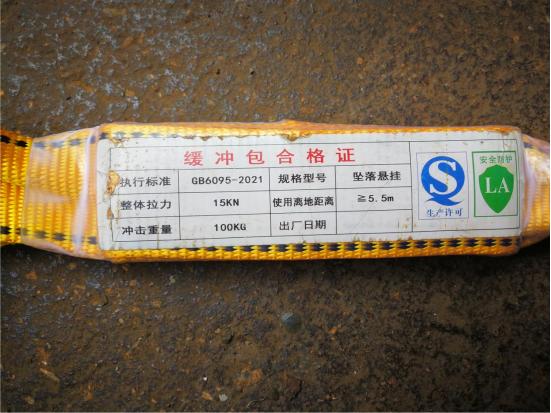 缓冲包合格证
执行标准 GB6095-2021 规格型号 坠落悬挂
整体拉力 15KN 使用离地距离 ≧5.5m
冲击重量 100KG 出厂日期
生产许可
安全防护
LA